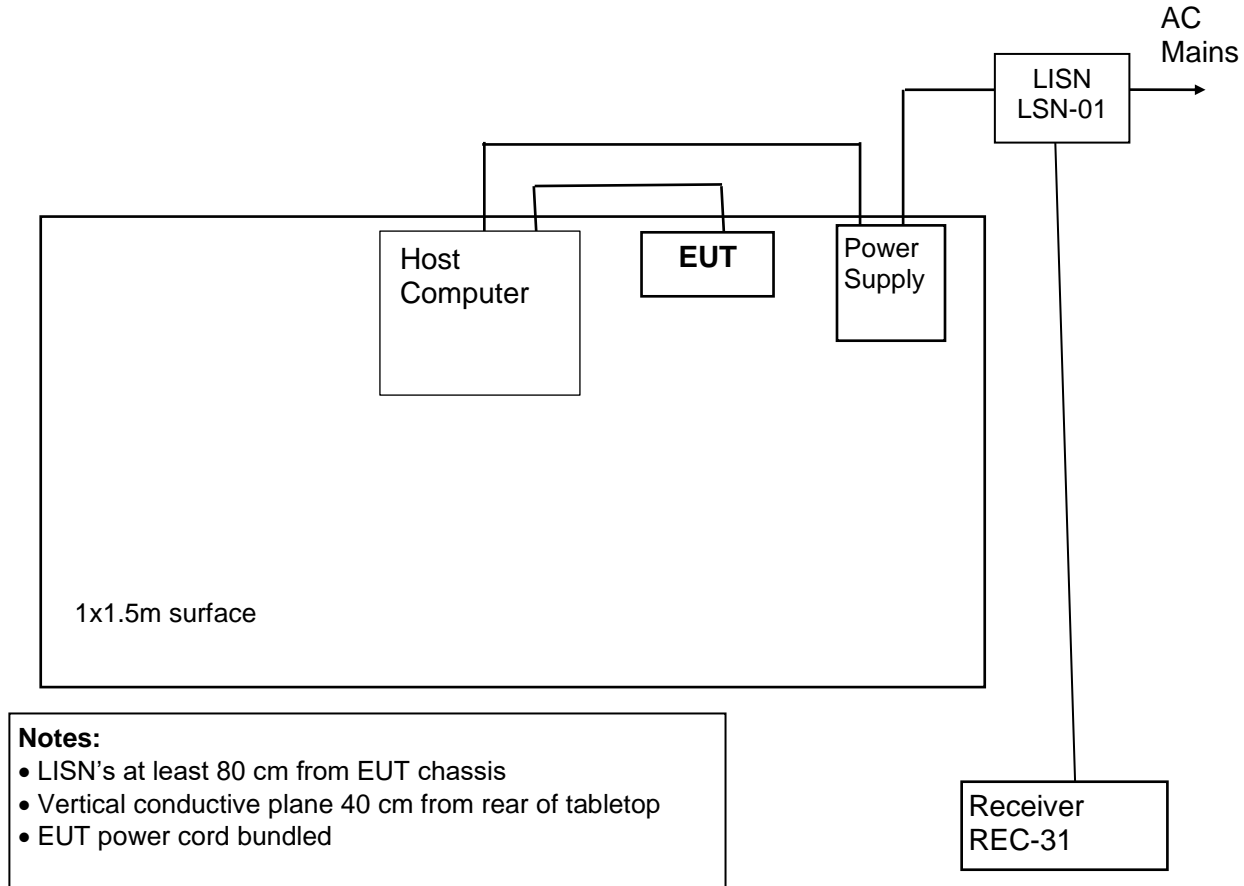 AC
Mains
LISN
LSN-01
Host
Computer
EUT
Power
Supply
1x1.5m surface
Notes:
• LISN’s at least 80 cm from EUT chassis
• Vertical conductive plane 40 cm from rear of tabletop
• EUT power cord bundled
Receiver
REC-31